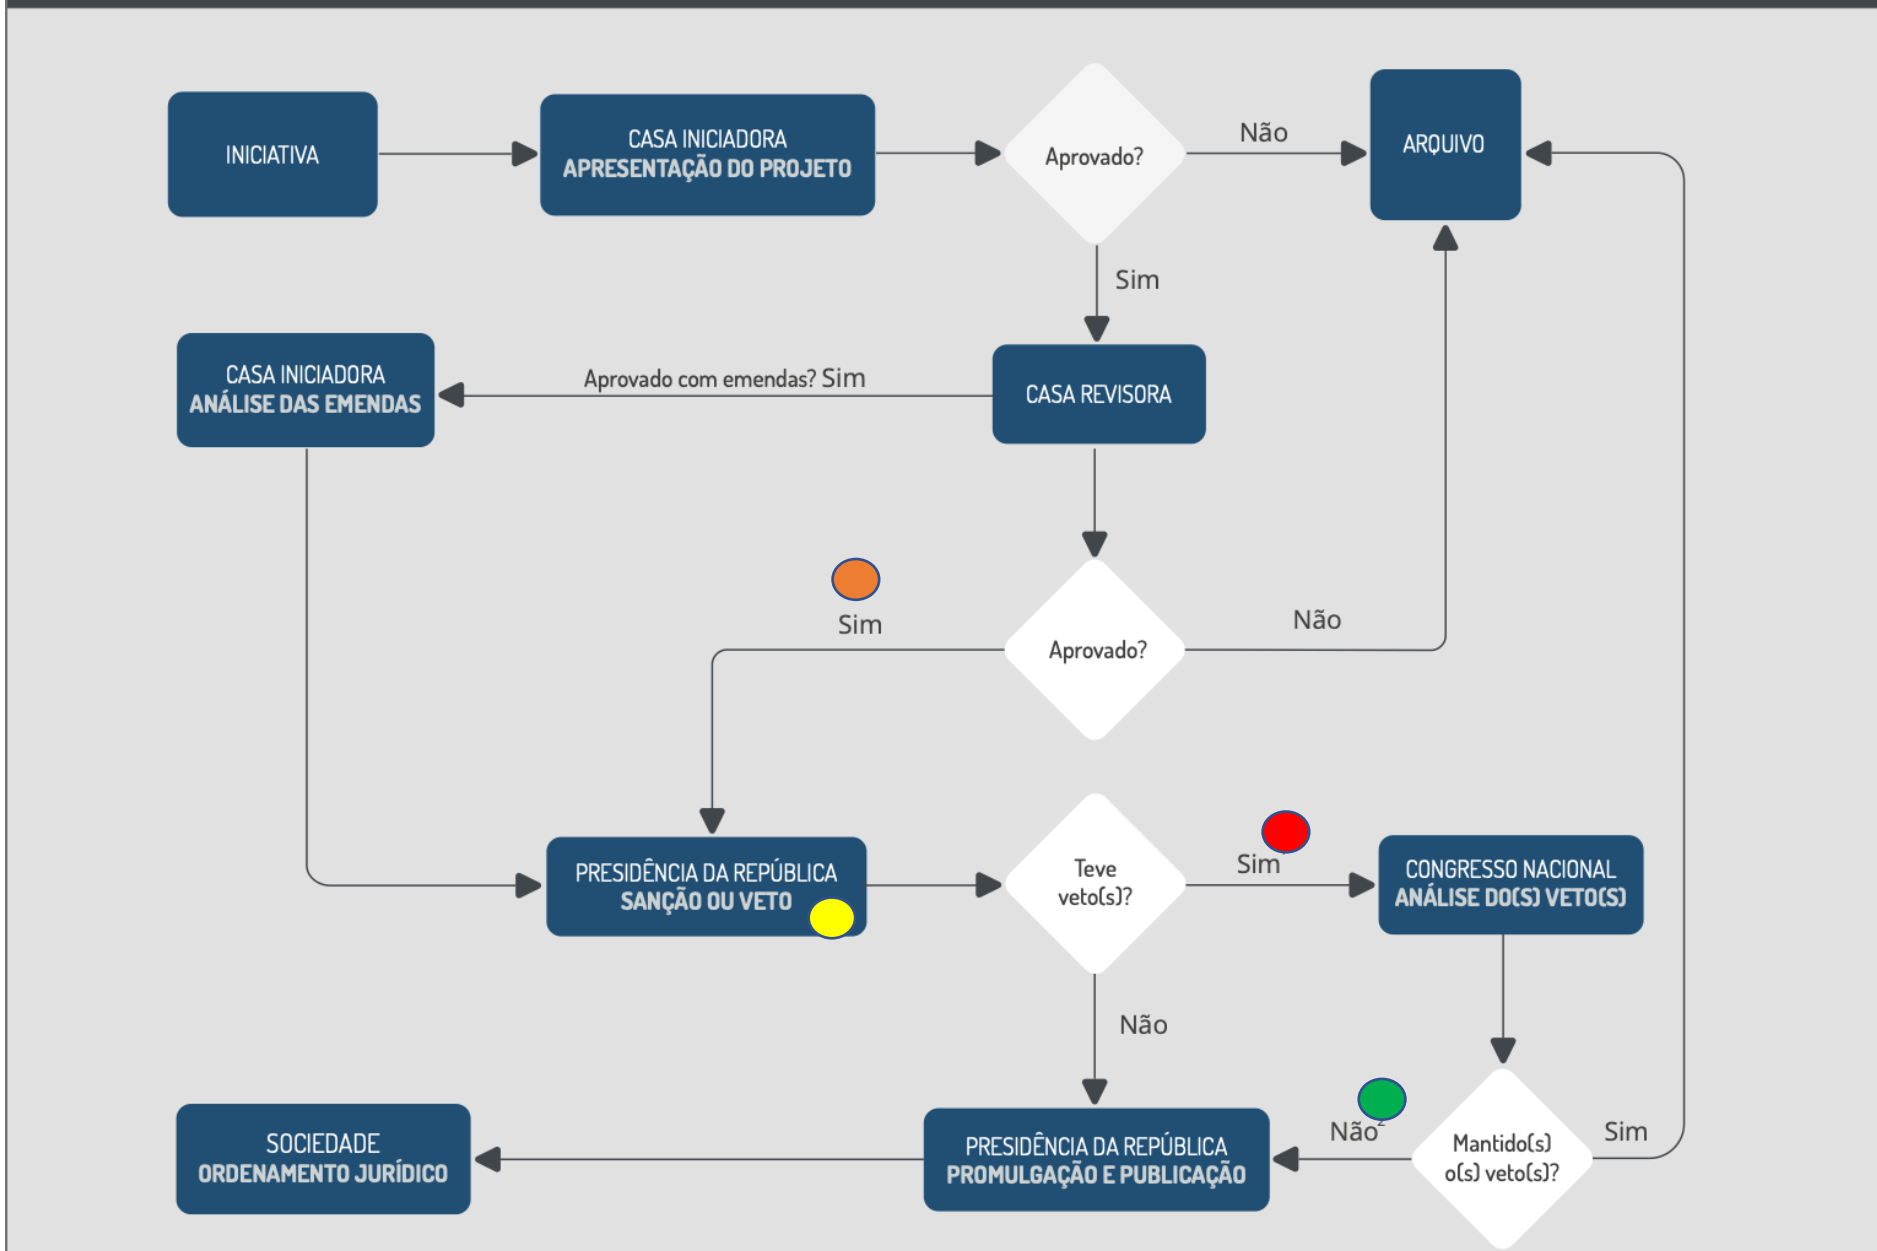 INICIATIVA
CASA INICIADORA
APRESENTAÇÃO DO PROJETO
Aprovado?
Não
ARQUIVO
Sim
CASA INICIADORA
ANÁLISE DAS EMENDAS
Aprovado com emendas? Sim
CASA REVISORA
Sim
Aprovado?
Não
PRESIDÊNCIA DA REPÚBLICA
SANÇÃO OU VETO
Teve
veto(s)?
Sim
CONGRESSO NACIONAL
ANÁLISE DO(S) VETO(S)
Não
SOCIEDADE
ORDENAMENTO JURÍDICO
PRESIDÊNCIA DA REPÚBLICA
PROMULGAÇÃO E PUBLICAÇÃO
Não²
Mantido(s)
o(s) veto(s)?
Sim